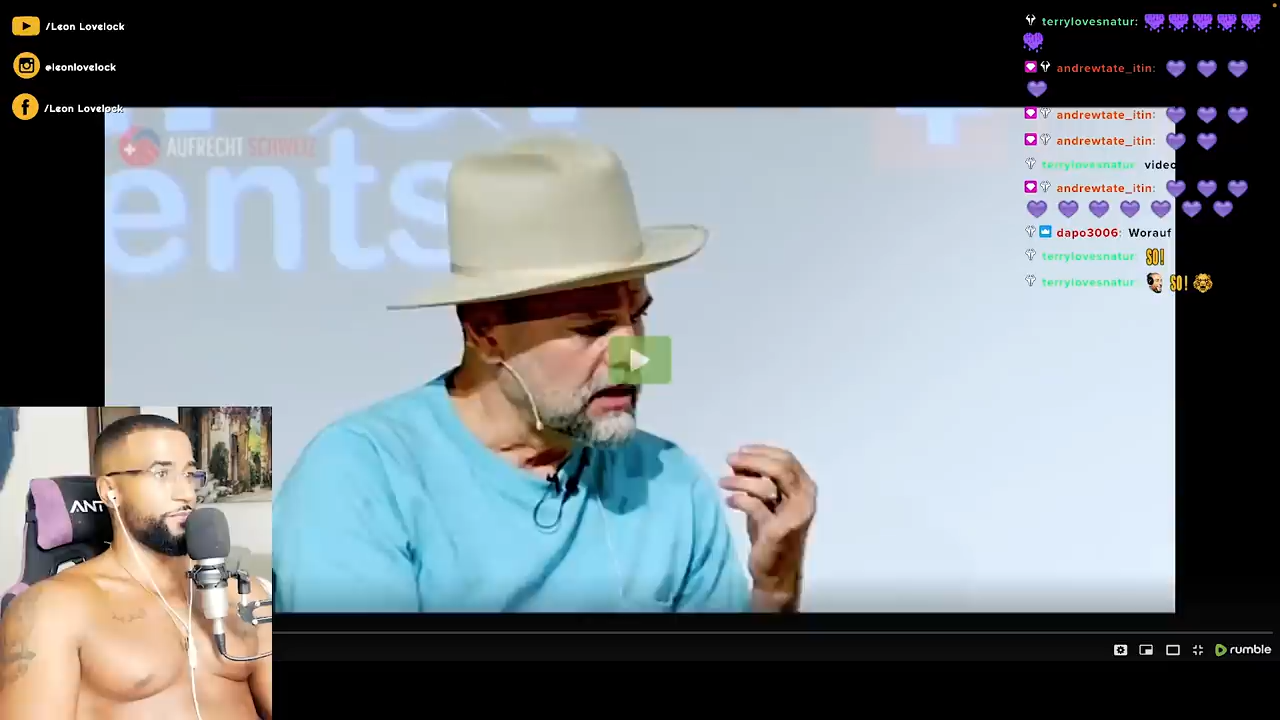 /Leon Lovelock
@leonlovelock
/Leon Lovelock
terrylovesnatur:
andrewtate_itin:
andrewtate_itin:
andrewtate_itin:
terrylovesnatur: video
andrewtate_itin:
dapo3006: Worauf
terrylovesnatur: SO!
terrylovesnatur: SO!
AUFRECHT SCHWEIZ
ents
ANT
rumble